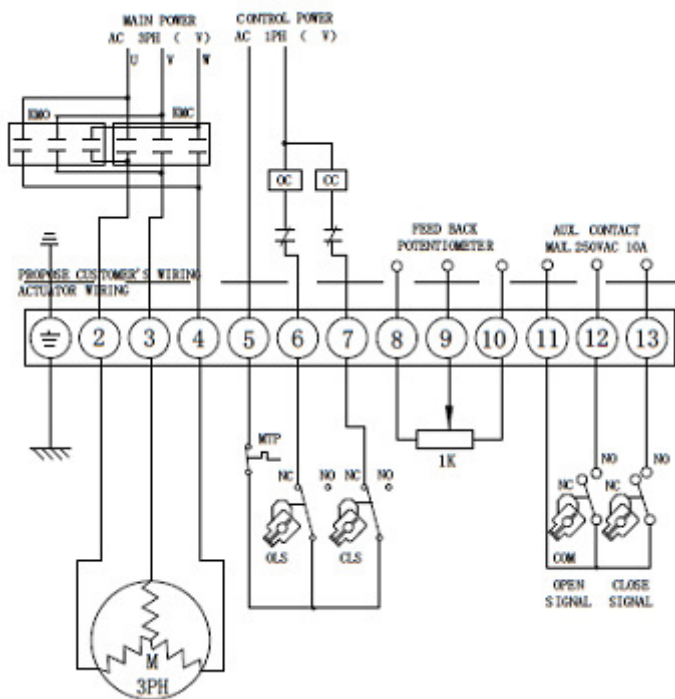 MAIN POWER
AC 3PH ( V)
U V W
CONTROL POWER
AC 1PH ( V)
KMO KMC
OC CC
FEED BACK
POTENTIOMETER
AUX. CONTACT
MAX. 250VAC 10A
PROPOSE CUSTOMER'S WIRING
ACTUATOR WIRING
2 3 4 5 6 7 8 9 10 11 12 13
MTP
1K
NC NO NC NO
NO NO
NC NC
OLS CLS
COM
OPEN
SIGNAL
CLOSE
SIGNAL
M
3PH